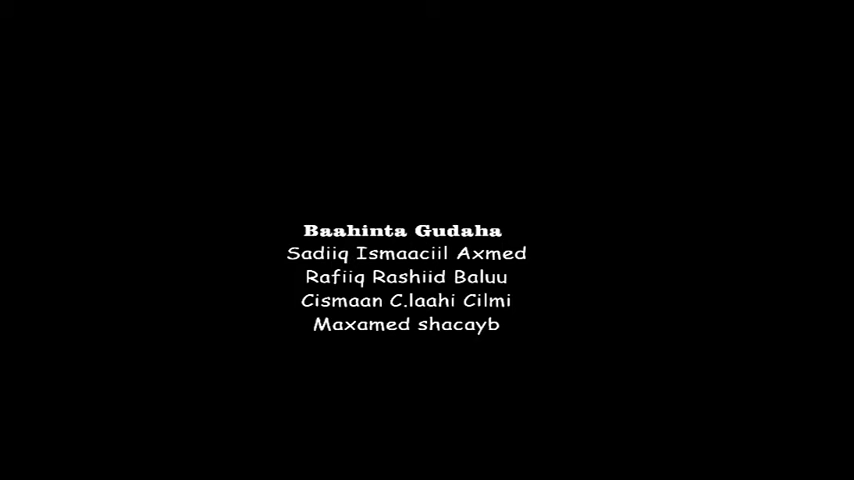 Baahinta Gudaha
Sadiiq Ismaaciil Axmed
Rafiiq Rashiid Baluu
Cismaan C.laahi Cilmi
Maxamed shacayb